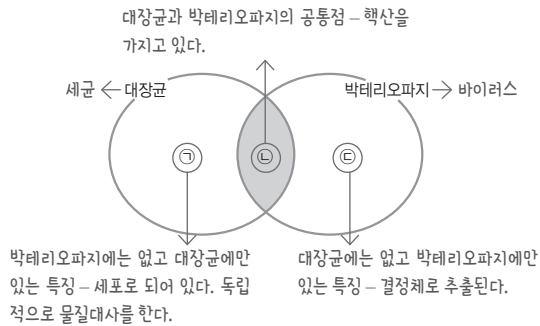 대장균과 박테리오파지의 공통점 – 핵산을
가지고 있다.
세균 ← 대장균
박테리오파지 → 바이러스
㉠ ㉡ ㉢
박테리오파지에는 없고 대장균에만
있는 특징 – 세포로 되어 있다. 독립
적으로 물질대사를 한다.
대장균에는 없고 박테리오파지에만
있는 특징 – 결정체로 추출된다.